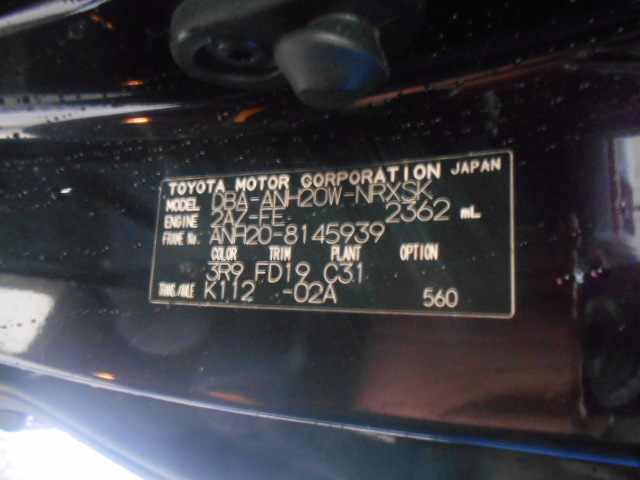 TOYOTA MOTOR CORPORATION JAPAN
MODEL DBA-ANH20W-NRXSK
ENGINE 2AZ-FE 2362 mL
FRAME No. ANH20-8145939
COLOR TRIM PLANT OPTION
3R9 FD19 C31
TRANS./AXLE K112 -02A 560